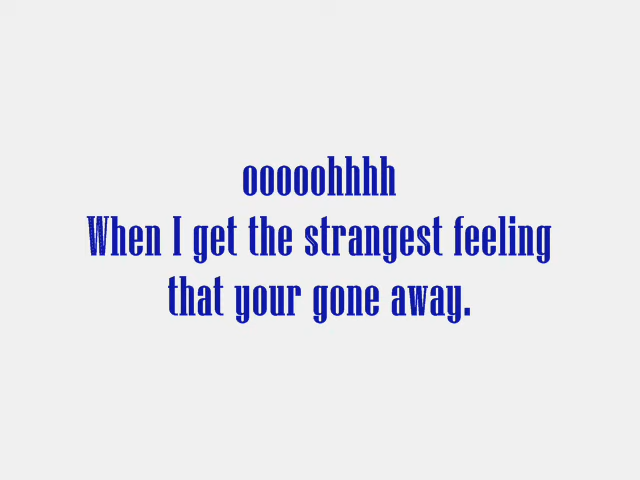 ooooohhhh
When I get the strangest feeling
that your gone away.